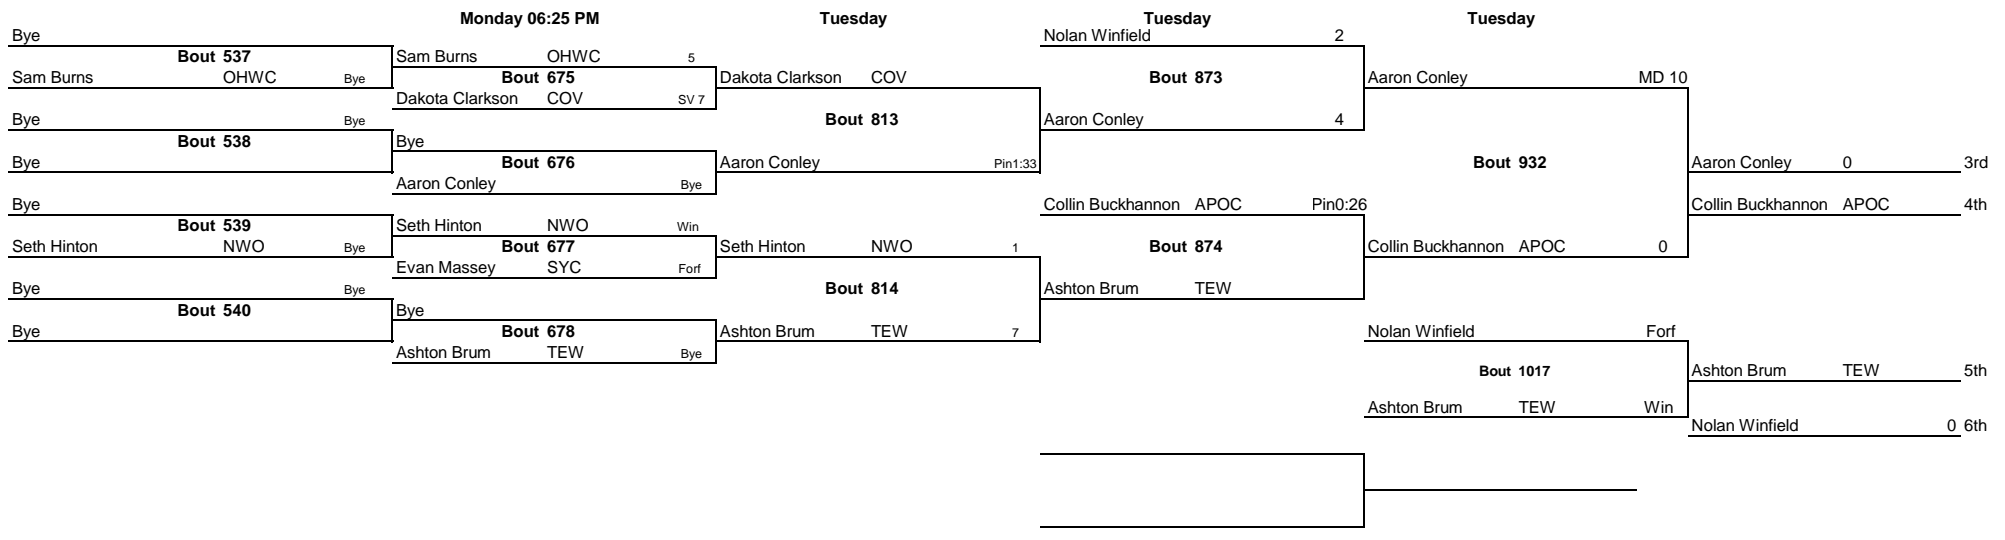 Monday 06:25 PM Tuesday Tuesday Tuesday
Bye Nolan Winfield 2
Bout 537 Sam Burns OHWC 5
Sam Burns OHWC Bye Bout 675 Dakota Clarkson COV Bout 873 Aaron Conley MD 10
Dakota Clarkson COV SV 7
Bye Bye Bout 813 Aaron Conley 4
Bout 538 Bye
Bye Bout 676 Aaron Conley Pin1:33 Bout 932 Aaron Conley 0 3rd
Aaron Conley Bye
Bye Collin Buckhannon APOC Pin0:26 Collin Buckhannon APOC 4th
Bout 539 Seth Hinton NWO Win
Seth Hinton NWO Bye Bout 677 Seth Hinton NWO 1 Bout 874 Collin Buckhannon APOC 0
Evan Massey SYC Forf
Bye Bye Bout 814 Ashton Brum TEW
Bout 540 Bye
Bye Bout 678 Ashton Brum TEW 7 Nolan Winfield Forf
Ashton Brum TEW Bye
Bout 1017 Ashton Brum TEW 5th
Ashton Brum TEW Win
Nolan Winfield 0 6th